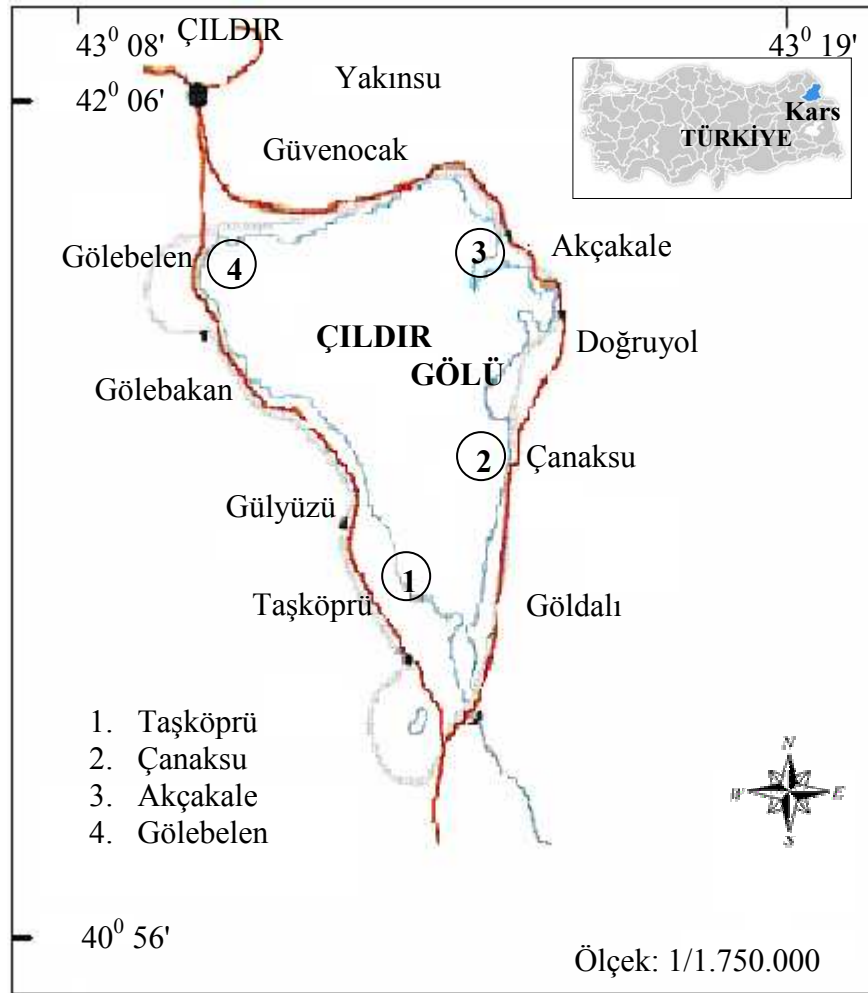 ÇILDIR
43⁰ 08'
43⁰ 19'
42⁰ 06'
Yakınsu
Kars
TÜRKİYE
Güvenocak
Akçakale
Gölebelen
3
4
ÇILDIR
GÖLÜ
Doğruyol
Gölebakan
2
Çanaksu
Gülyüzü
1
Taşköprü
Göldalı
1. Taşköprü
2. Çanaksu
3. Akçakale
4. Gölebelen
N
W
E
S
40⁰ 56'
Ölçek: 1/1.750.000